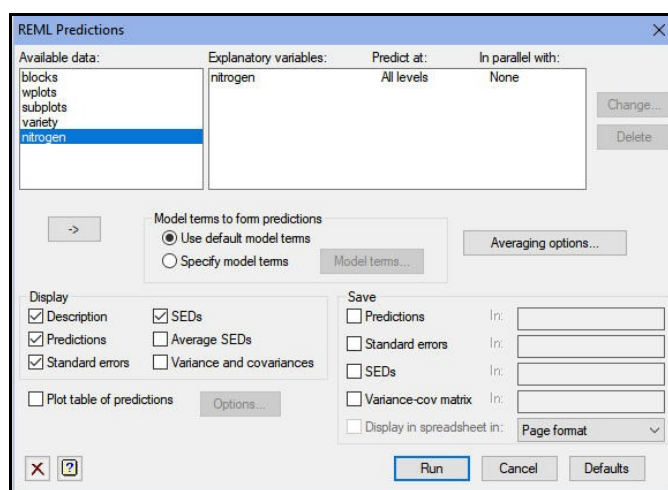 REML Predictions
Available data:
Explanatory variables: Predict at: In parallel with:
blocks
wplots
subplots
variety
nitrogen
nitrogen All levels None
Change...
Delete
->
Model terms to form predictions
Use default model terms
Specify model terms Model terms...
Averaging options...
Display
Description SEDs
Predictions Average SEDs
Standard errors Variance and covariances
Plot table of predictions Options...
Save
Predictions In:
Standard errors In:
SEDs In:
Variance-cov matrix In:
Display in spreadsheet in: Page format
Run Cancel Defaults